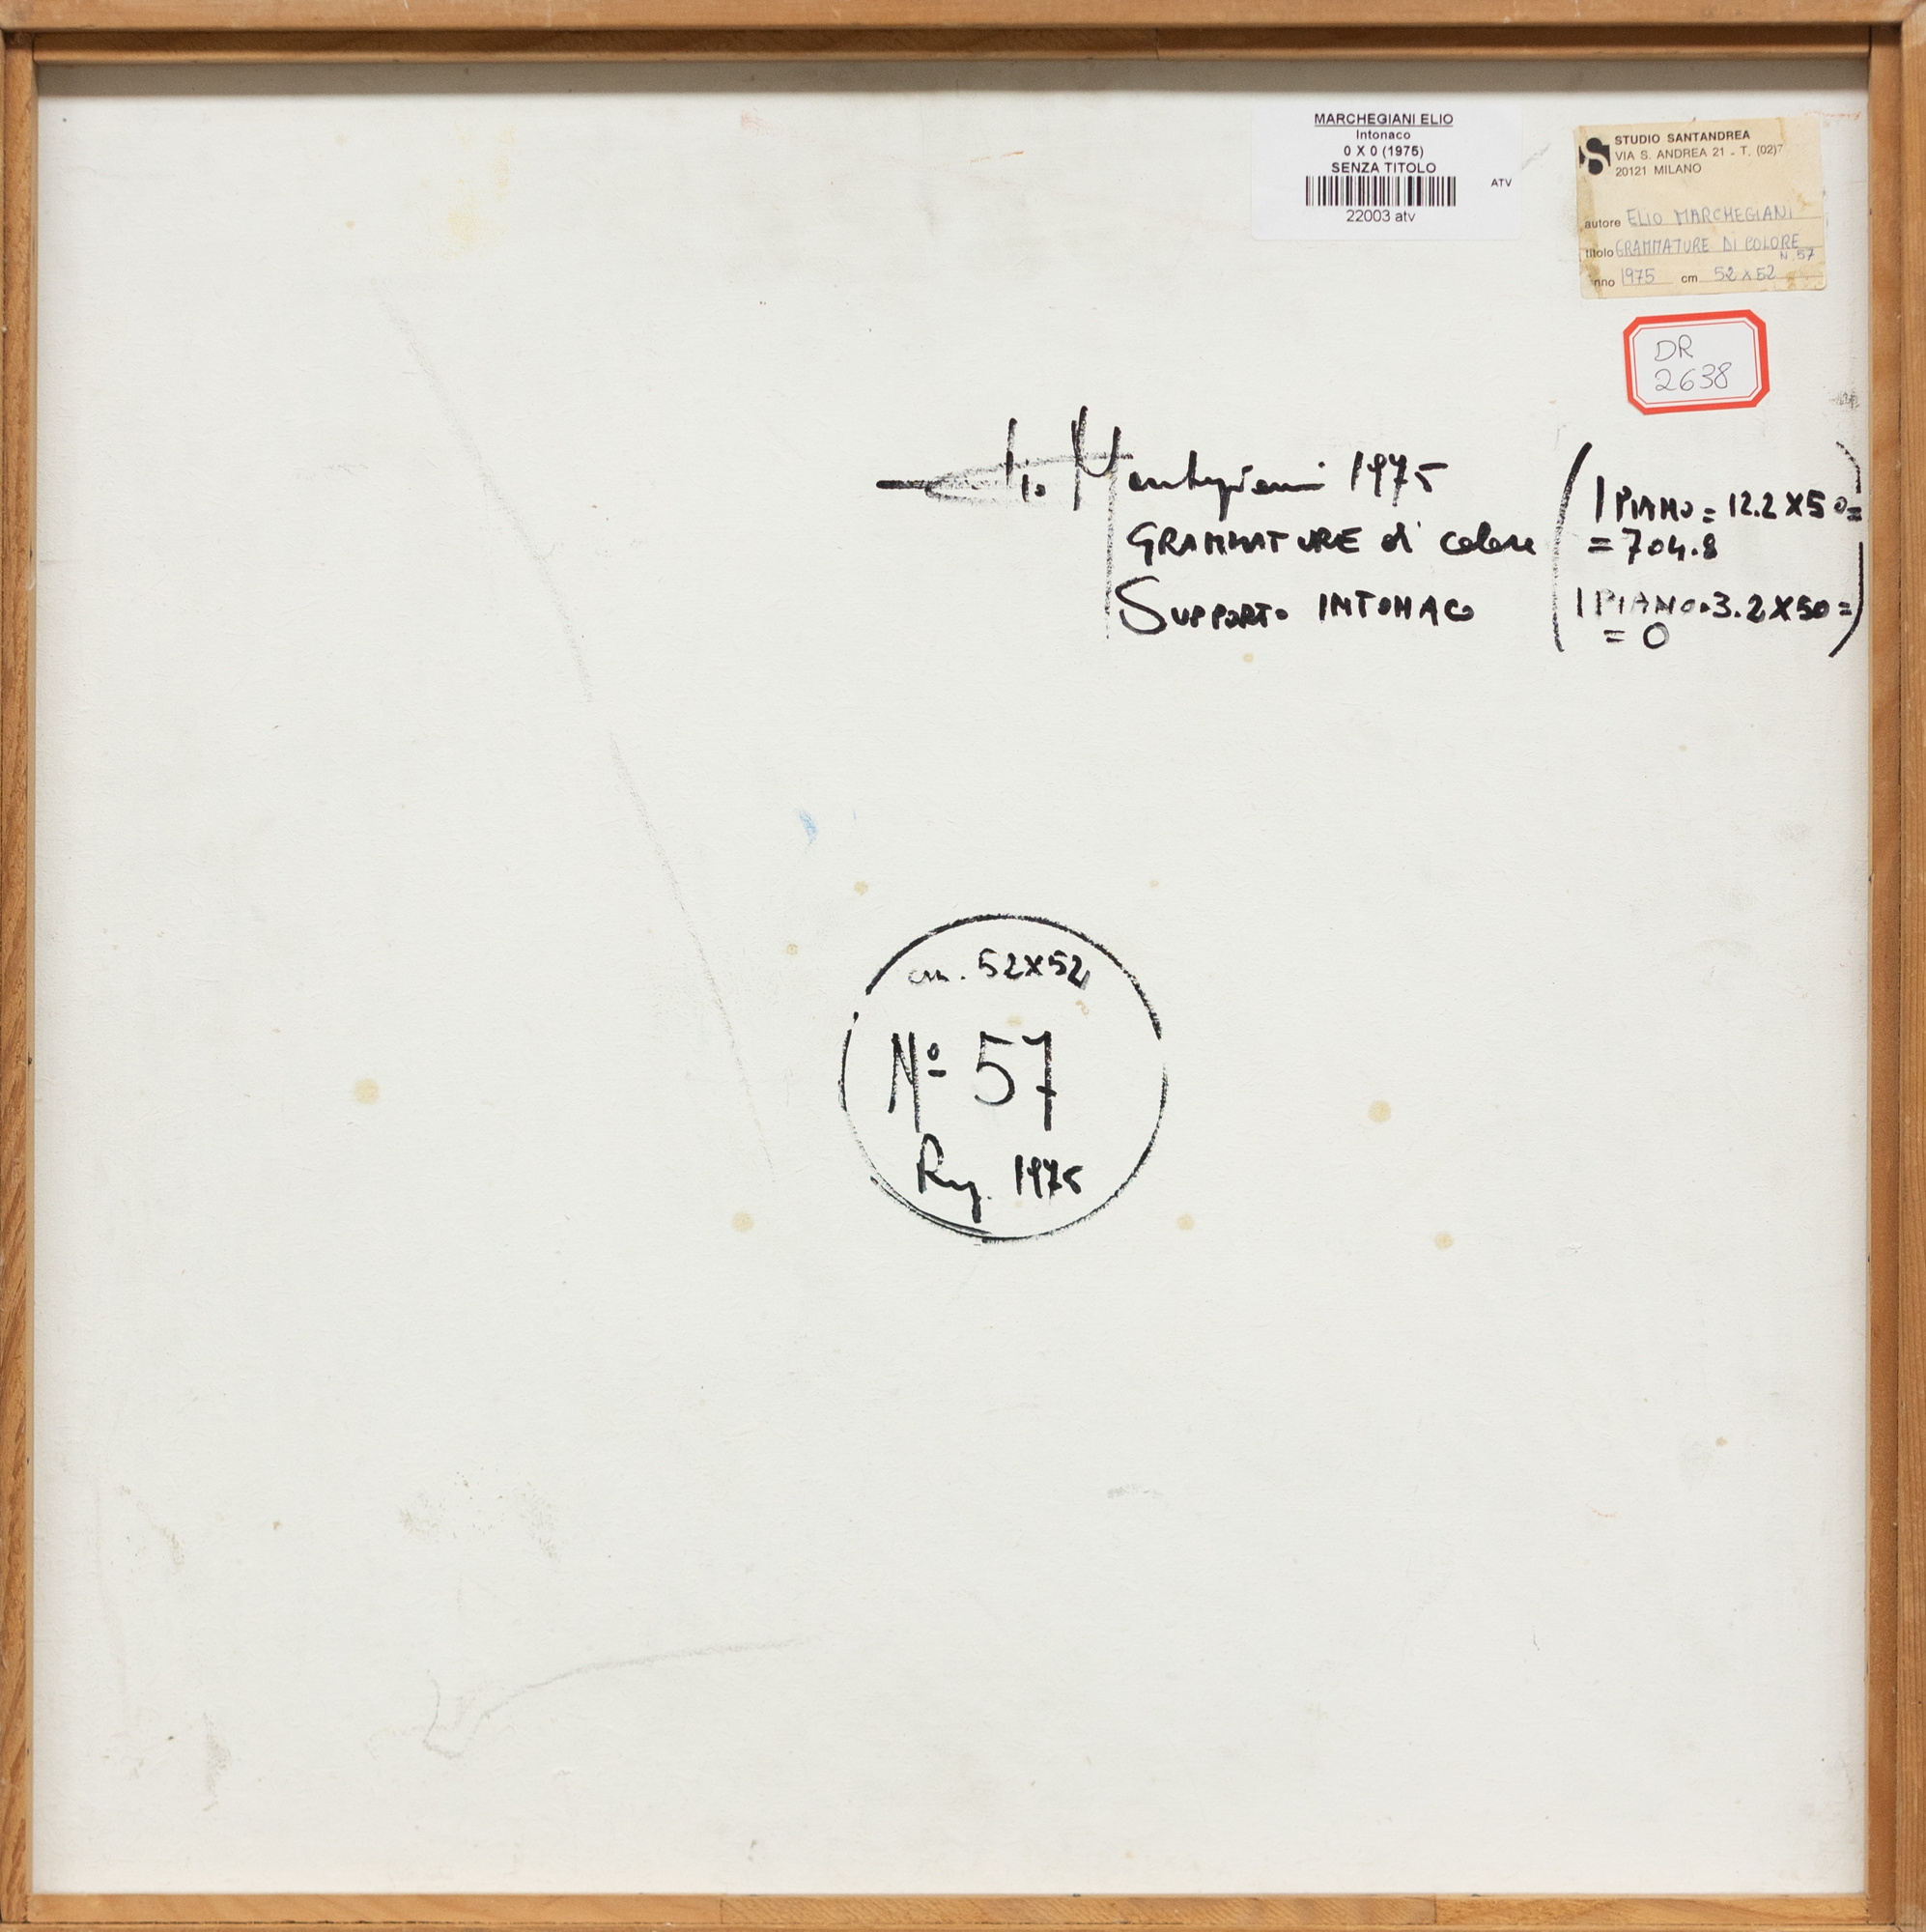 MARCHEGIANI ELIO
Intonaco
0 X 0 (1975)
SENZA TITOLO
ATV
22003 atv
STUDIO SANTANDREA
VIA S. ANDREA 21 - T. (02)7
20121 MILANO
autore ELIO MARCHEGIANI
titolo GRAMMATURE DI COLORE
N. 57
nno 1975 cm 52 X 52
DR
2638
Elio Marchegiani 1975
GRAMMATURE di colore
SUPPORTO INTONACO
(1 PIANO = 12.2 X 50 =
= 704.8
1 PIANO = 3.2 X 50 =)
= 0
cm. 52X52
Nº 57
Rg. 1975